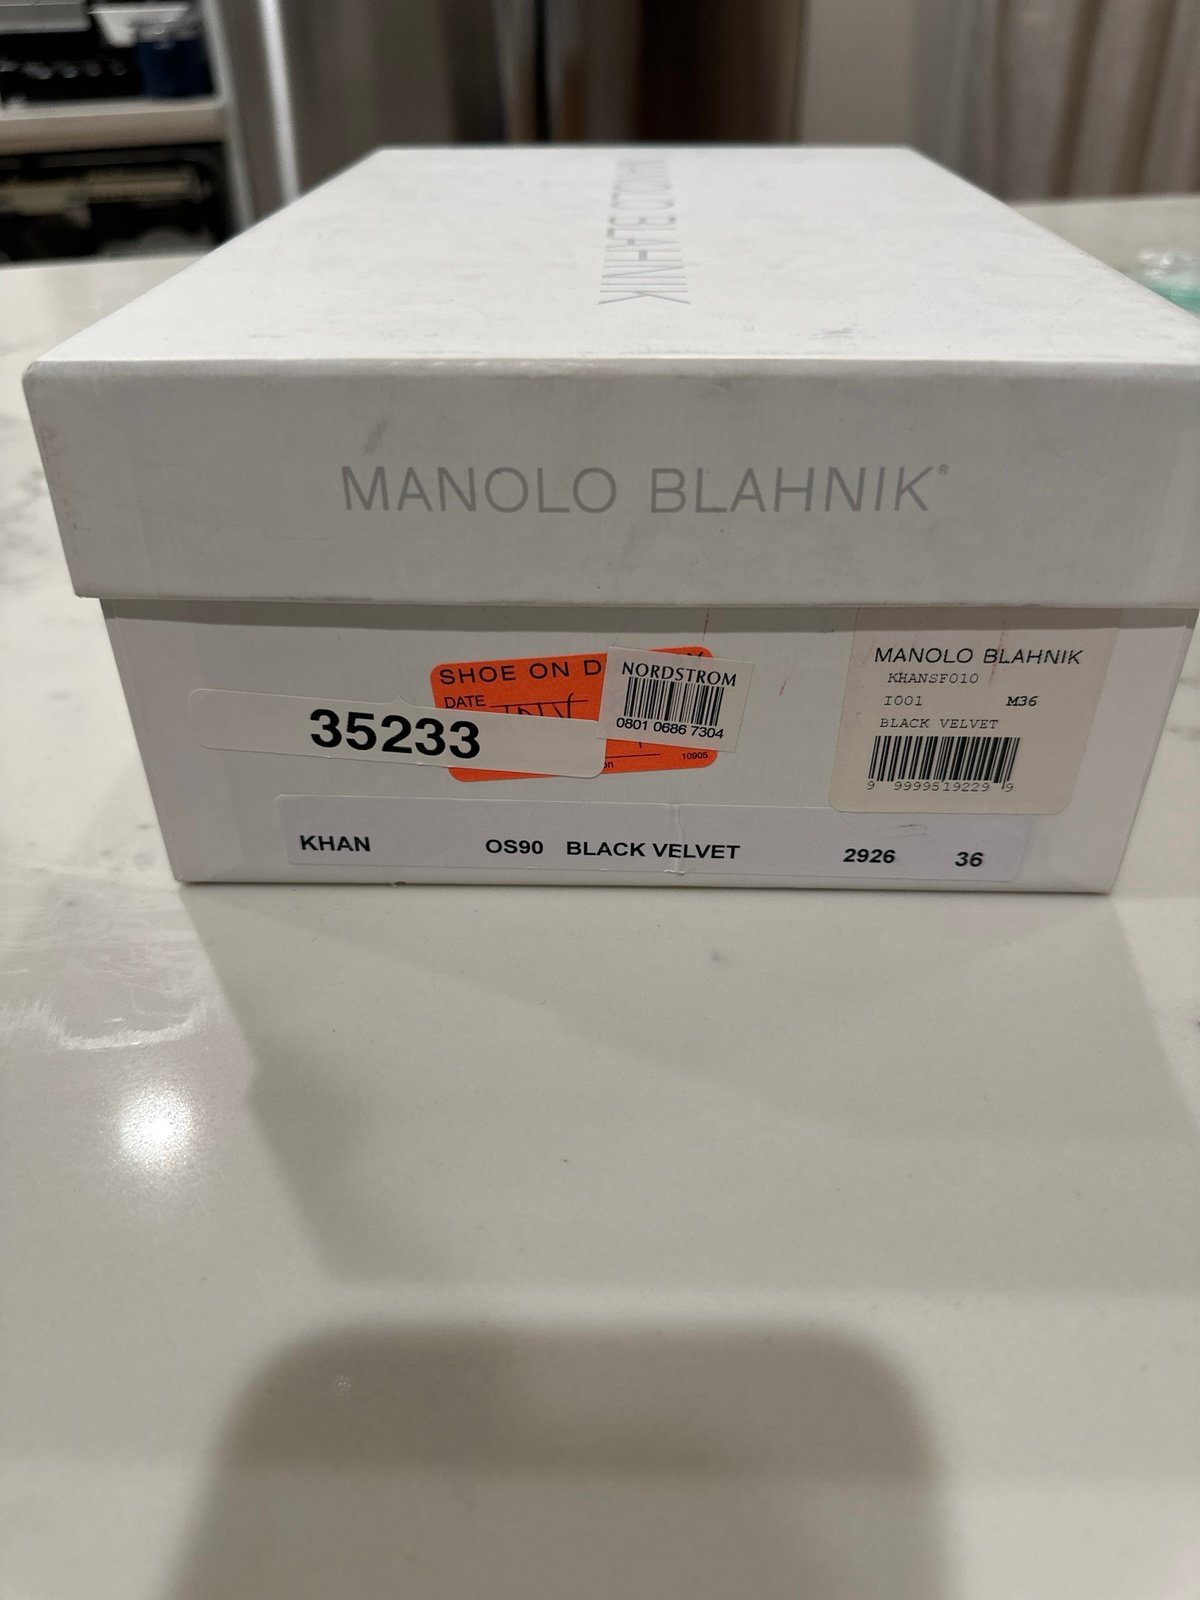 MANOLO BLAHNIK
MANOLO BLAHNIK®
SHOE ON D
DATE
10905
NORDSTROM
0801 0686 7304
35233
MANOLO BLAHNIK
KHANSF010
I001 M36
BLACK VELVET
9 9999519229 9
KHAN OS90 BLACK VELVET 2926 36